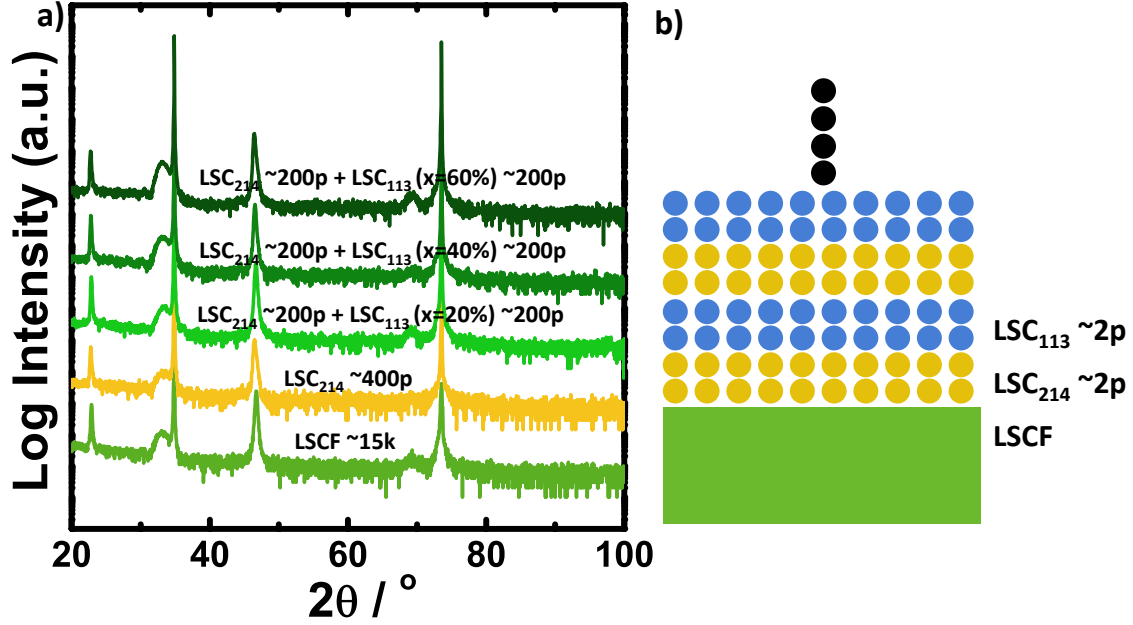 a)
Log Intensity (a.u.)
LSC₂₁₄ ~200p + LSC₁₁₃ (x=60%) ~200p
LSC₂₁₄ ~200p + LSC₁₁₃ (x=40%) ~200p
LSC₂₁₄ ~200p + LSC₁₁₃ (x=20%) ~200p
LSC₂₁₄ ~400p
LSCF ~15k
20 40 60 80 100
2θ / °
b)
LSC₁₁₃ ~2p
LSC₂₁₄ ~2p
LSCF